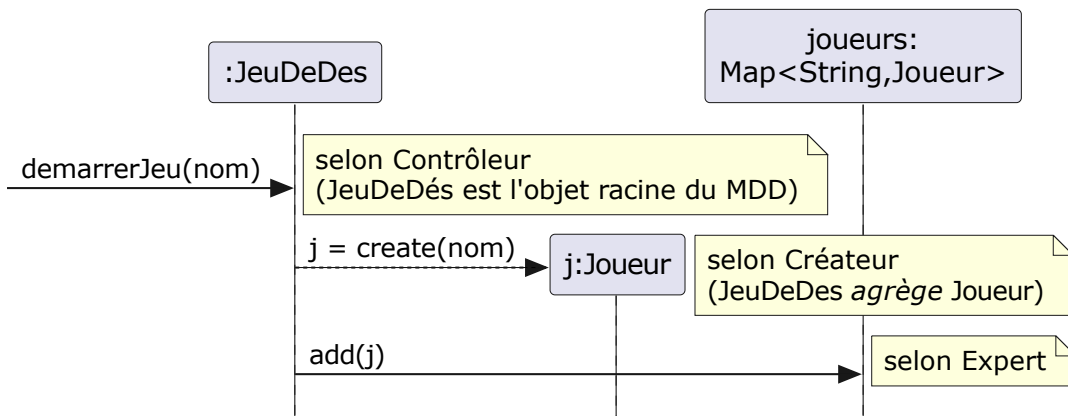 :JeuDeDes
joueurs:
Map<String,Joueur>
demarrerJeu(nom)
selon Contrôleur
(JeuDeDés est l'objet racine du MDD)
j = create(nom)
j:Joueur
selon Créateur
(JeuDeDes agrège Joueur)
add(j)
selon Expert